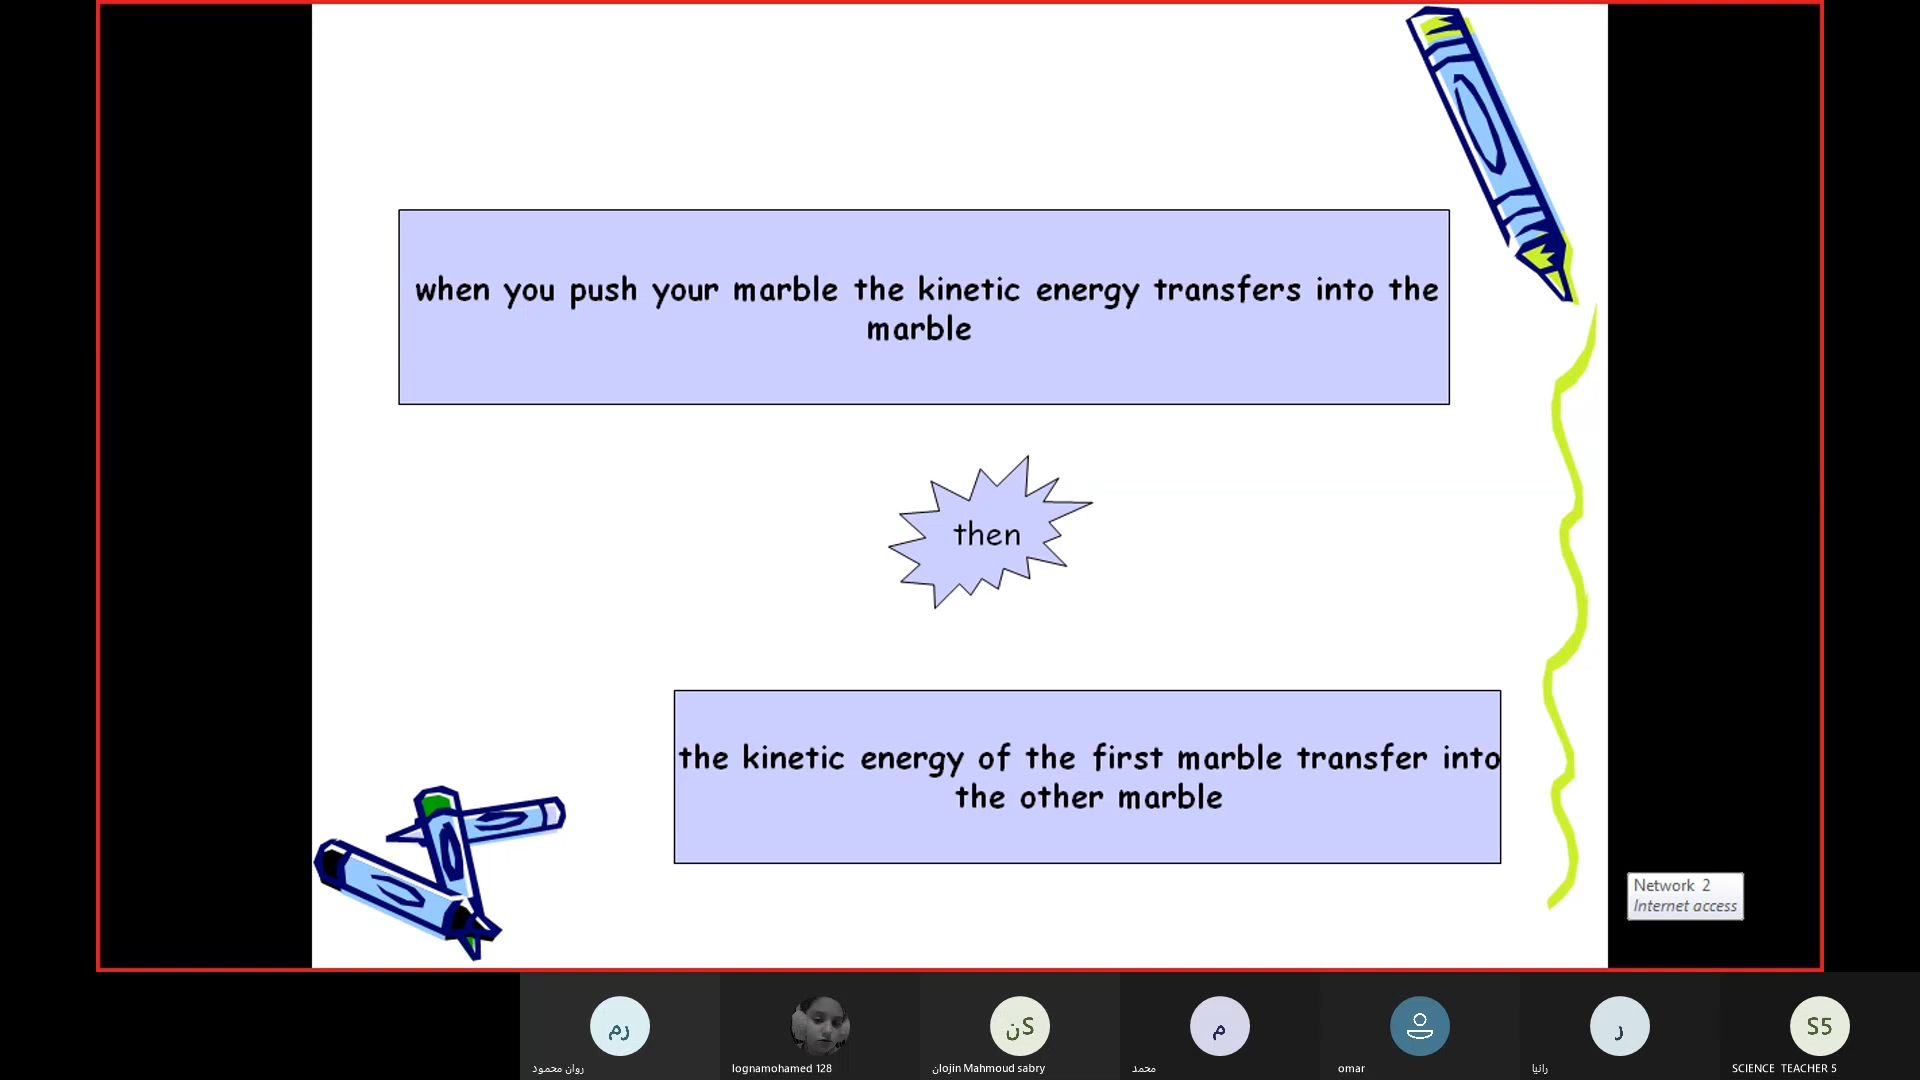 when you push your marble the kinetic energy transfers into the
marble
then
the kinetic energy of the first marble transfer into
the other marble
Network 2
Internet access
رم
نS
م
ر
S5
روان محمود
lognamohamed 128
نlojin Mahmoud sabry
محمد
omar
رانيا
SCIENCE TEACHER 5